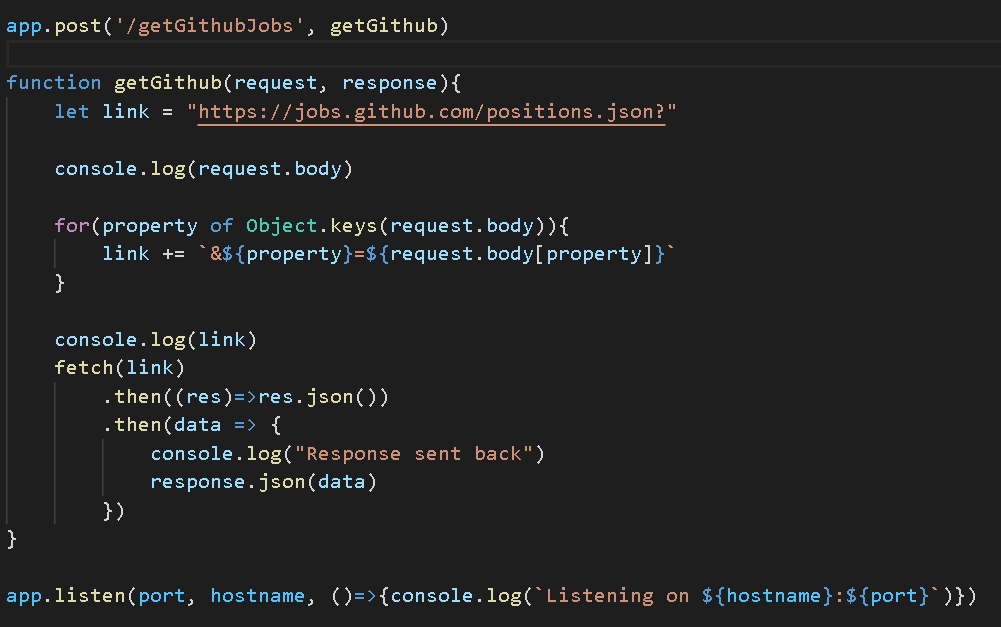 app.post('/getGithubJobs', getGithub)
function getGithub(request, response){
let link = "https://jobs.github.com/positions.json?"
console.log(request.body)
for(property of Object.keys(request.body)){
link += `&${property}=${request.body[property]}`
}
console.log(link)
fetch(link)
.then((res)=>res.json())
.then(data => {
console.log("Response sent back")
response.json(data)
})
}
app.listen(port, hostname, ()=>{console.log(`Listening on ${hostname}:${port}`)})